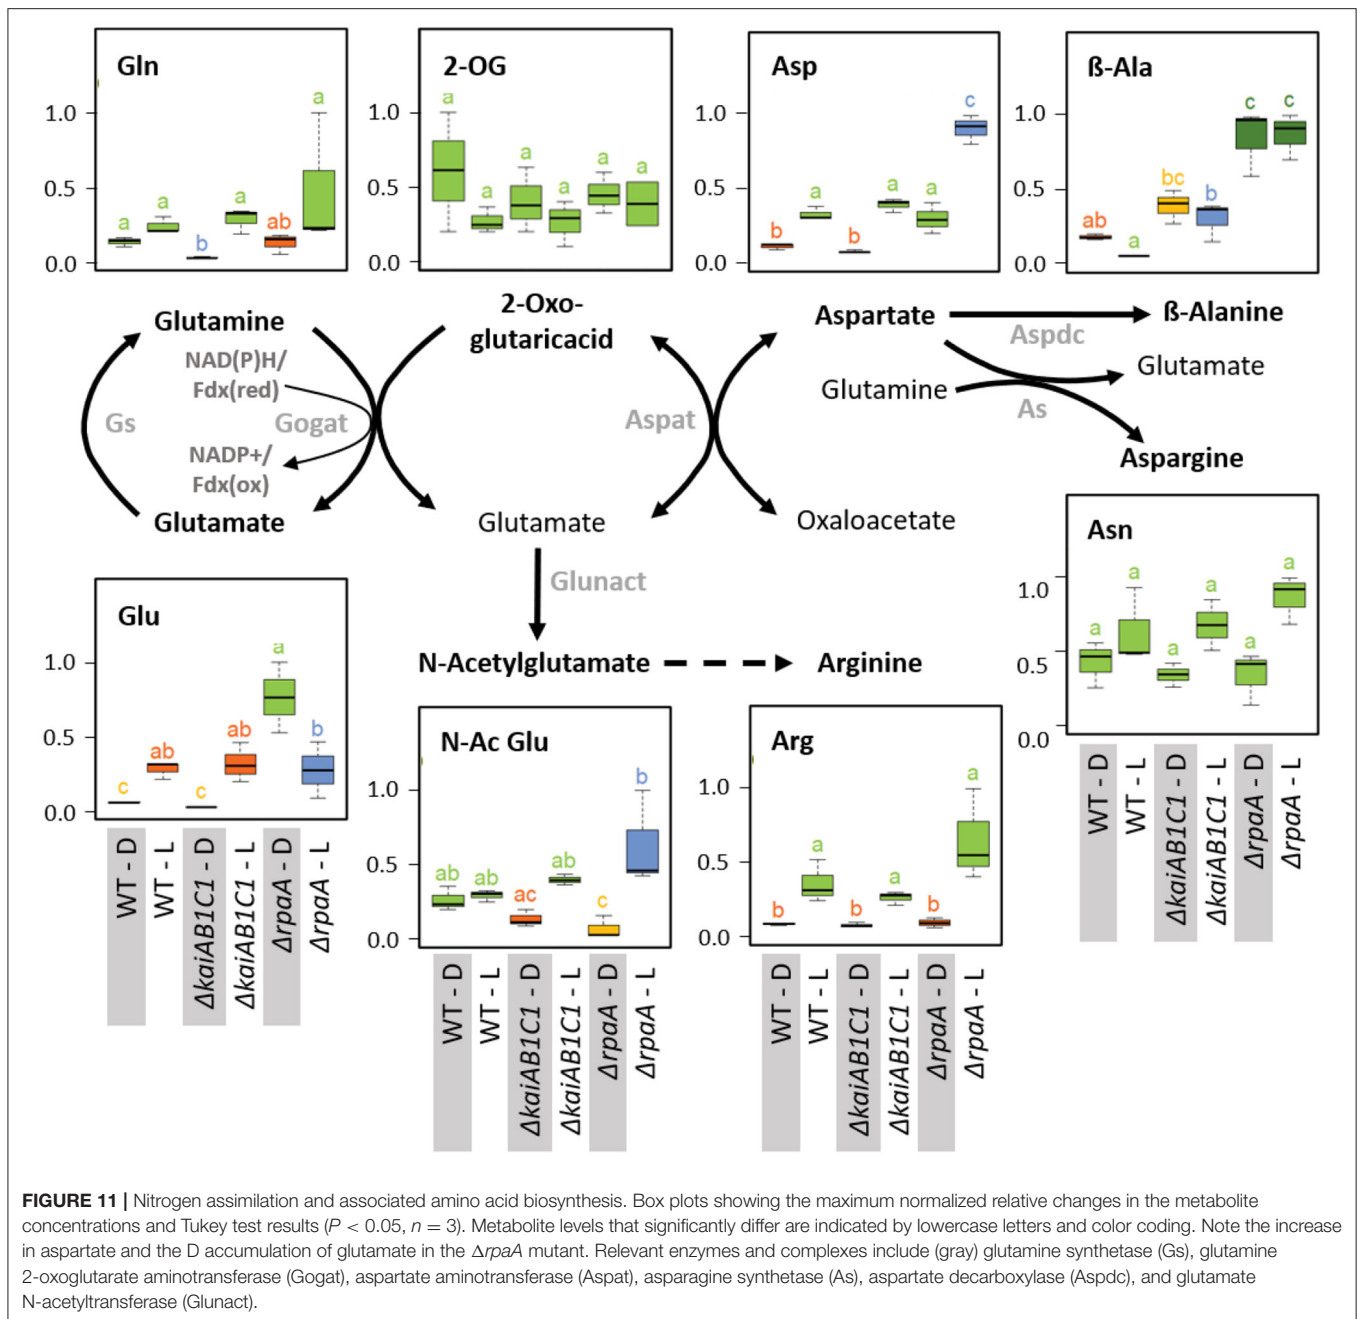 Gln
1.0
0.5
0.0
a
a
b
a
ab
a
2-OG
1.0
0.5
0.0
a
a
a
a
a
a
Asp
1.0
0.5
0.0
b
a
b
a
a
c
ß-Ala
1.0
0.5
0.0
ab
a
bc
b
c
c
Glutamine
NAD(P)H/
Fdx(red)
Gs
Gogat
NADP+/
Fdx(ox)
Glutamate
2-Oxo-
glutaricacid
Aspat
Glutamate
Glunact
N-Acetylglutamate
Arginine
Aspartate
Aspdc
ß-Alanine
Glutamate
Glutamine
As
Aspargine
Oxaloacetate
Glu
1.0
0.5
0.0
c
ab
c
ab
a
b
WT - D
WT - L
ΔkaiAB1C1 - D
ΔkaiAB1C1 - L
ΔrpaA - D
ΔrpaA - L
N-Ac Glu
1.0
0.5
0.0
ab
ab
ac
ab
c
b
WT - D
WT - L
ΔkaiAB1C1 - D
ΔkaiAB1C1 - L
ΔrpaA - D
ΔrpaA - L
Arg
1.0
0.5
0.0
b
a
b
a
b
a
WT - D
WT - L
ΔkaiAB1C1 - D
ΔkaiAB1C1 - L
ΔrpaA - D
ΔrpaA - L
Asn
1.0
0.5
0.0
a
a
a
a
a
a
WT - D
WT - L
ΔkaiAB1C1 - D
ΔkaiAB1C1 - L
ΔrpaA - D
ΔrpaA - L
FIGURE 11 | Nitrogen assimilation and associated amino acid biosynthesis. Box plots showing the maximum normalized relative changes in the metabolite
concentrations and Tukey test results (P < 0.05, n = 3). Metabolite levels that significantly differ are indicated by lowercase letters and color coding. Note the increase
in aspartate and the D accumulation of glutamate in the ΔrpaA mutant. Relevant enzymes and complexes include (gray) glutamine synthetase (Gs), glutamine
2-oxoglutarate aminotransferase (Gogat), aspartate aminotransferase (Aspat), asparagine synthetase (As), aspartate decarboxylase (Aspdc), and glutamate
N-acetyltransferase (Glunact).